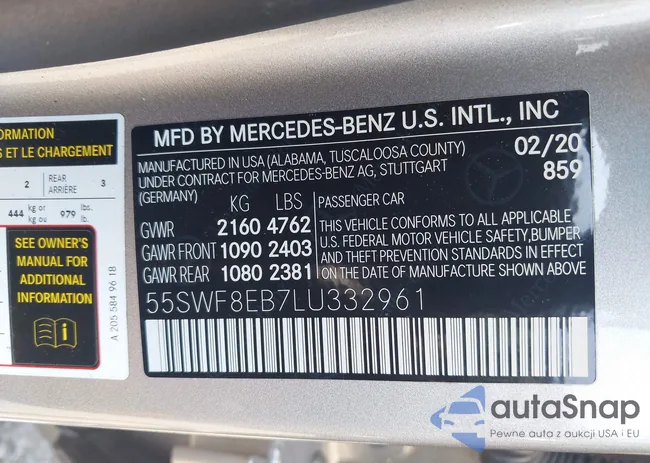 ORMATION
S ET LE CHARGEMENT
2 REAR ARRIÈRE 3
444 kg or kg ou 979 lb. lb.
SEE OWNER'S
MANUAL FOR
ADDITIONAL
INFORMATION
A 205 584 96 18
MFD BY MERCEDES-BENZ U.S. INTL., INC
MANUFACTURED IN USA (ALABAMA, TUSCALOOSA COUNTY) 02/20
UNDER CONTRACT FOR MERCEDES-BENZ AG, STUTTGART 859
(GERMANY)
KG LBS
GVWR 2160 4762
GAWR FRONT 1090 2403
GAWR REAR 1080 2381
PASSENGER CAR
THIS VEHICLE CONFORMS TO ALL APPLICABLE
U.S. FEDERAL MOTOR VEHICLE SAFETY,BUMPER
AND THEFT PREVENTION STANDARDS IN EFFECT
ON THE DATE OF MANUFACTURE SHOWN ABOVE
55SWF8EB7LU332961
autaSnap
Pewne auta z aukcji USA i EU